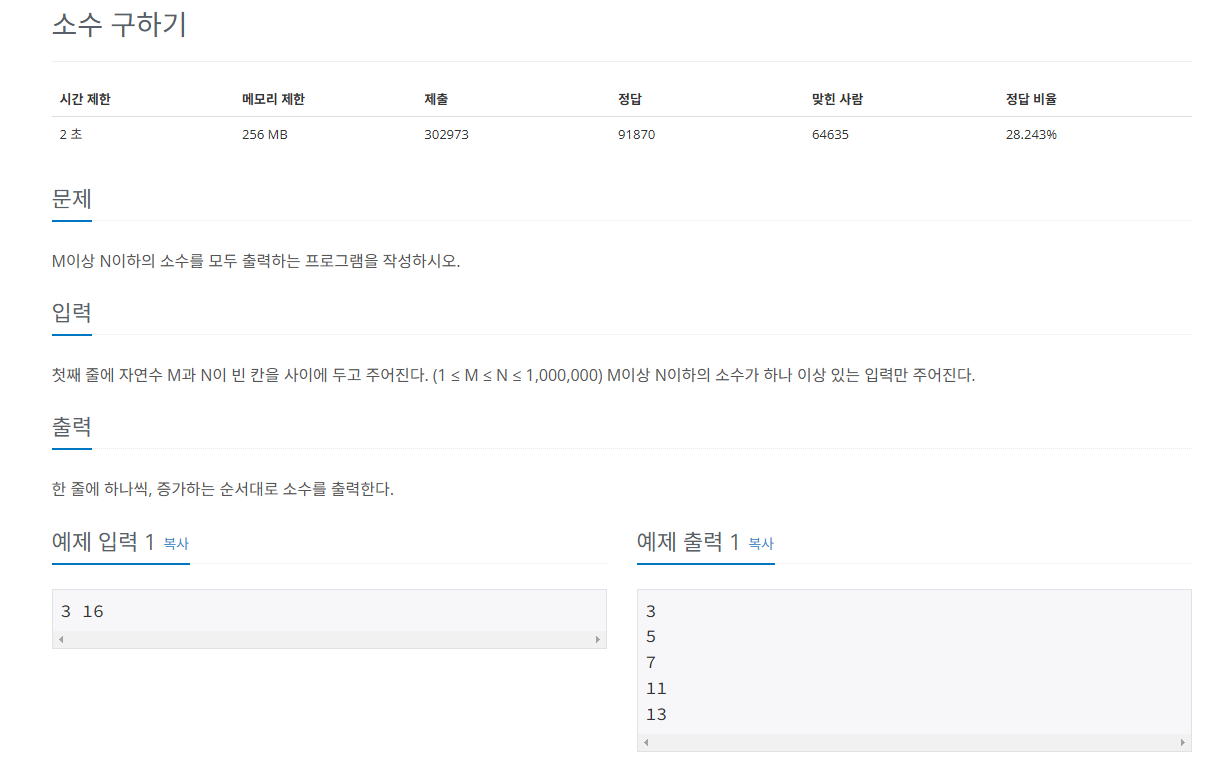 소수 구하기
시간 제한 메모리 제한 제출 정답 맞힌 사람 정답 비율
2 초 256 MB 302973 91870 64635 28.243%
문제
M이상 N이하의 소수를 모두 출력하는 프로그램을 작성하시오.
입력
첫째 줄에 자연수 M과 N이 빈 칸을 사이에 두고 주어진다. (1 ≤ M ≤ N ≤ 1,000,000) M이상 N이하의 소수가 하나 이상 있는 입력만 주어진다.
출력
한 줄에 하나씩, 증가하는 순서대로 소수를 출력한다.
예제 입력 1 복사
3 16
예제 출력 1 복사
3
5
7
11
13